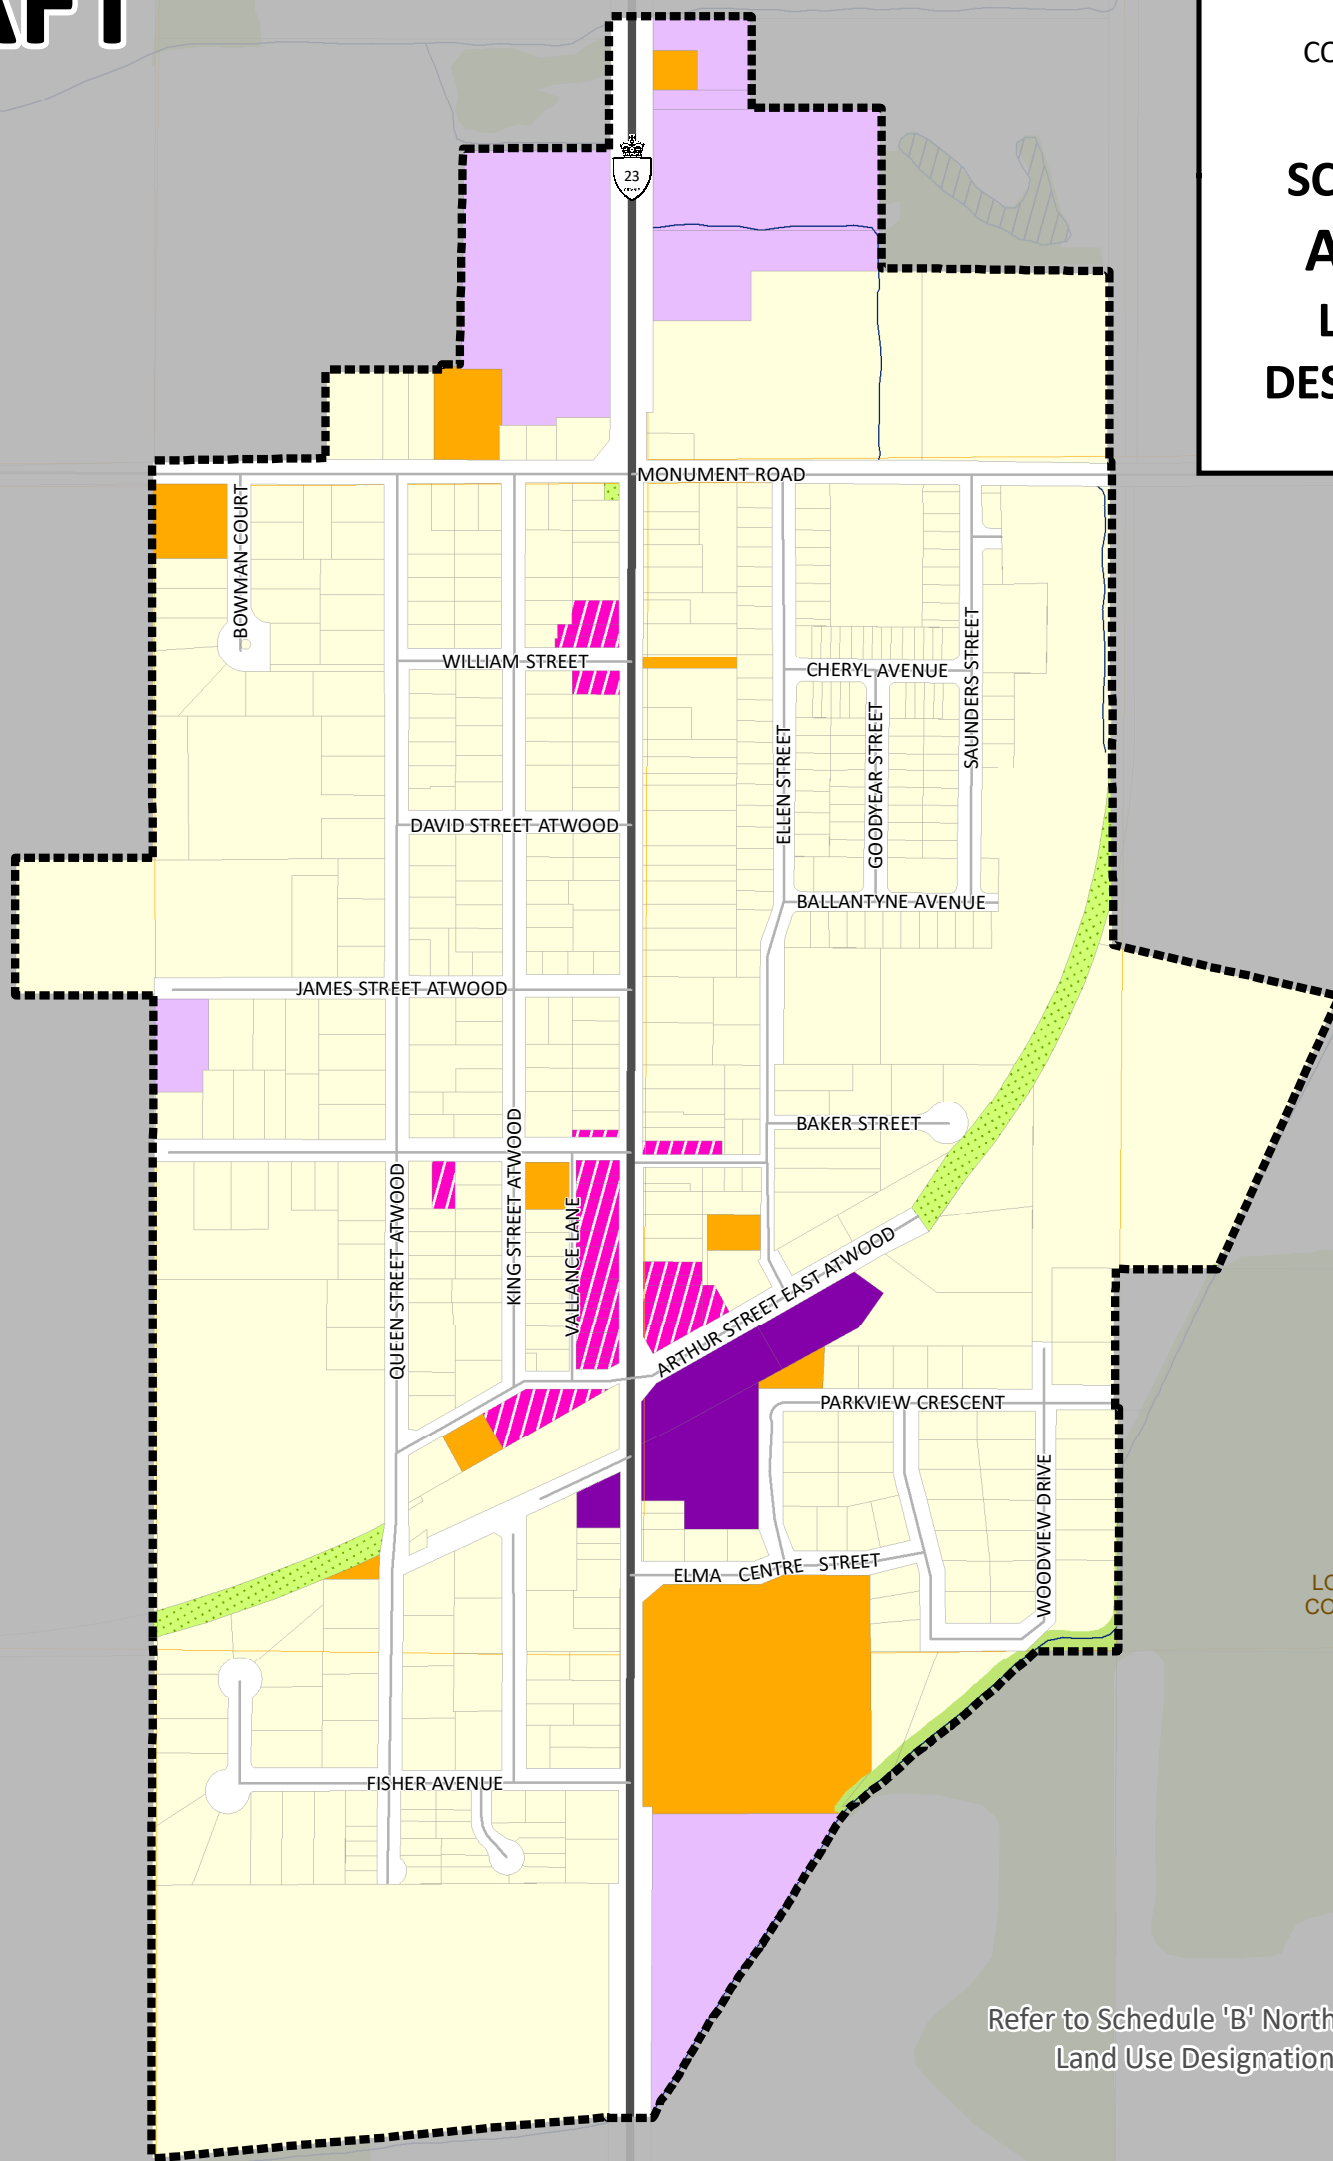 23
MONUMENT ROAD
BOWMAN COURT
WILLIAM STREET
CHERYL AVENUE
SAUNDERS STREET
ELLEN STREET
GOODYEAR STREET
DAVID STREET ATWOOD
BALLANTYNE AVENUE
JAMES STREET ATWOOD
BAKER STREET
QUEEN STREET ATWOOD
KING STREET ATWOOD
VALLANCE LANE
ARTHUR STREET EAST ATWOOD
PARKVIEW CRESCENT
WOODVIEW DRIVE
ELMA CENTRE STREET
FISHER AVENUE
Refer to Schedule 'B' North
Land Use Designation